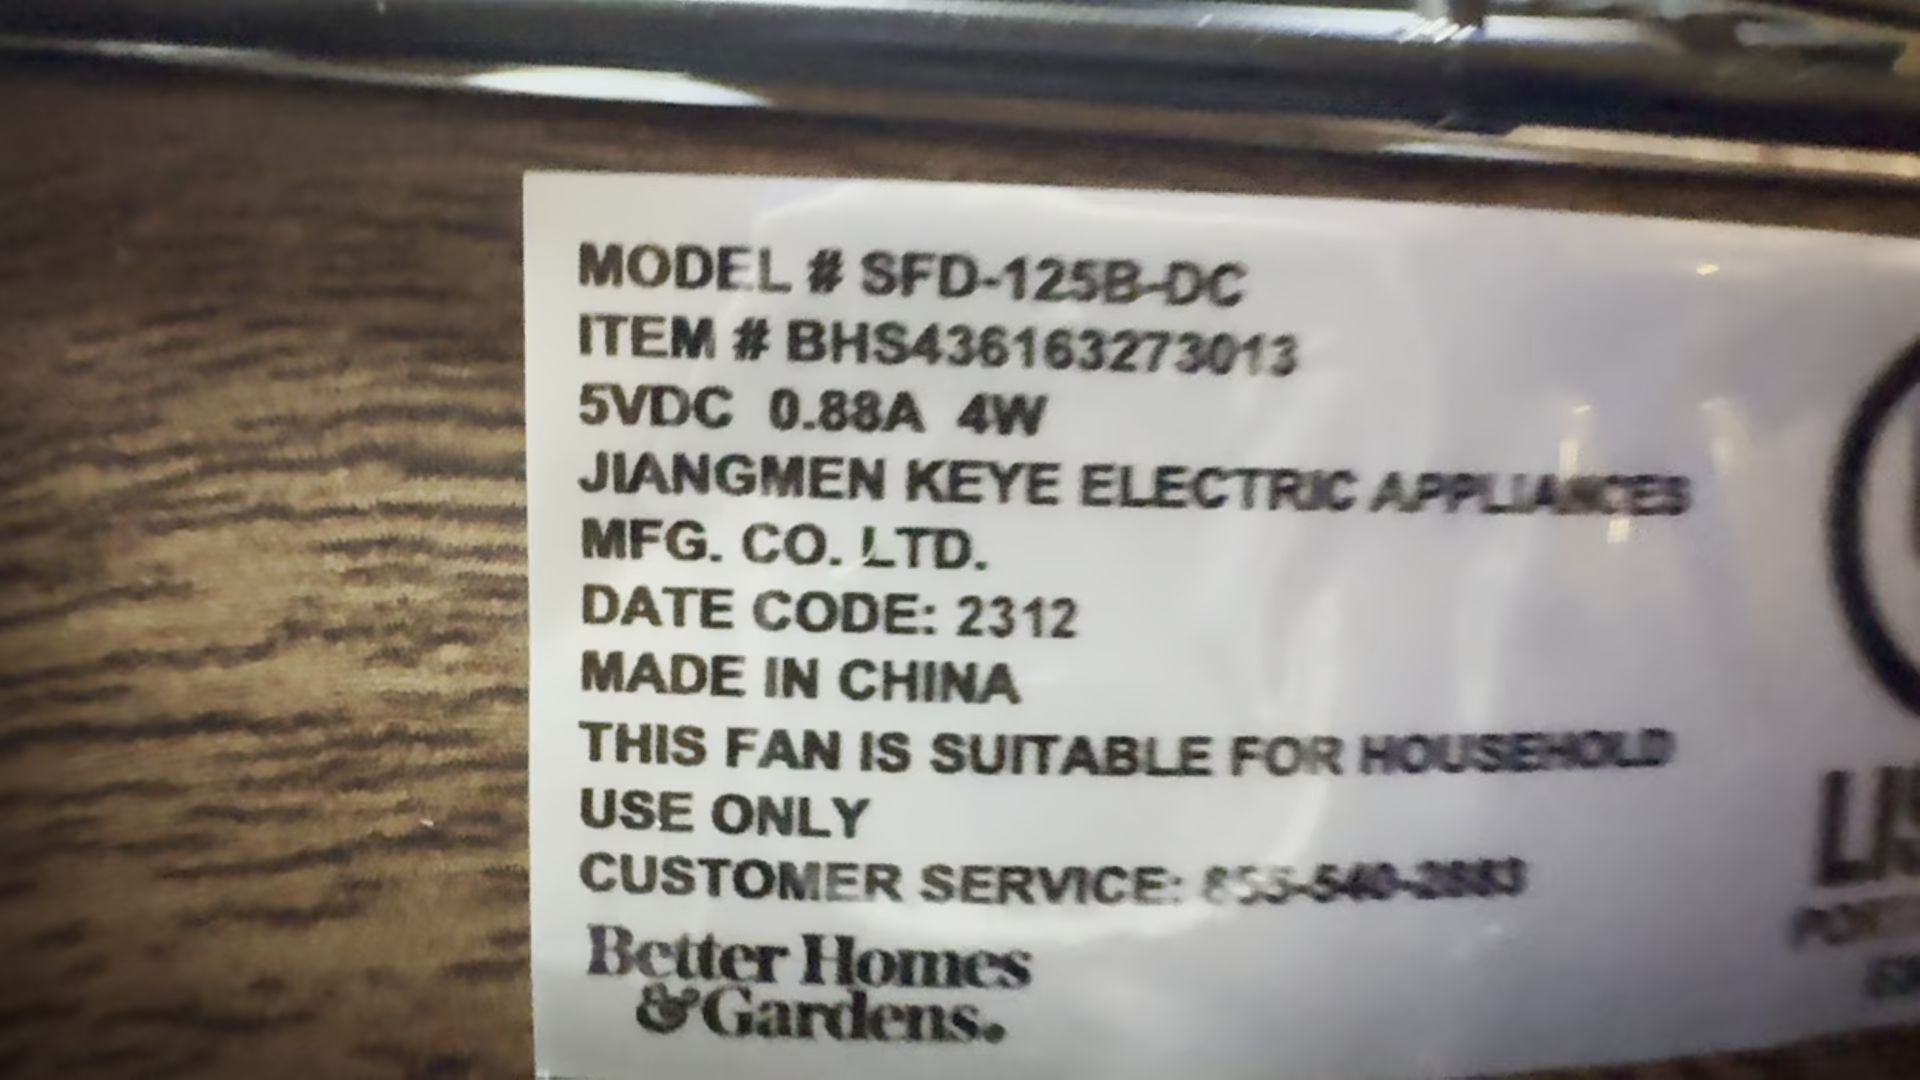 MODEL # SFD-125B-DC
ITEM # BHS436163273013
5VDC 0.88A 4W
JIANGMEN KEYE ELECTRIC APPLIANCES
MFG. CO. LTD.
DATE CODE: 2312
MADE IN CHINA
THIS FAN IS SUITABLE FOR HOUSEHOLD
USE ONLY
CUSTOMER SERVICE:
Better Homes
&Gardens.